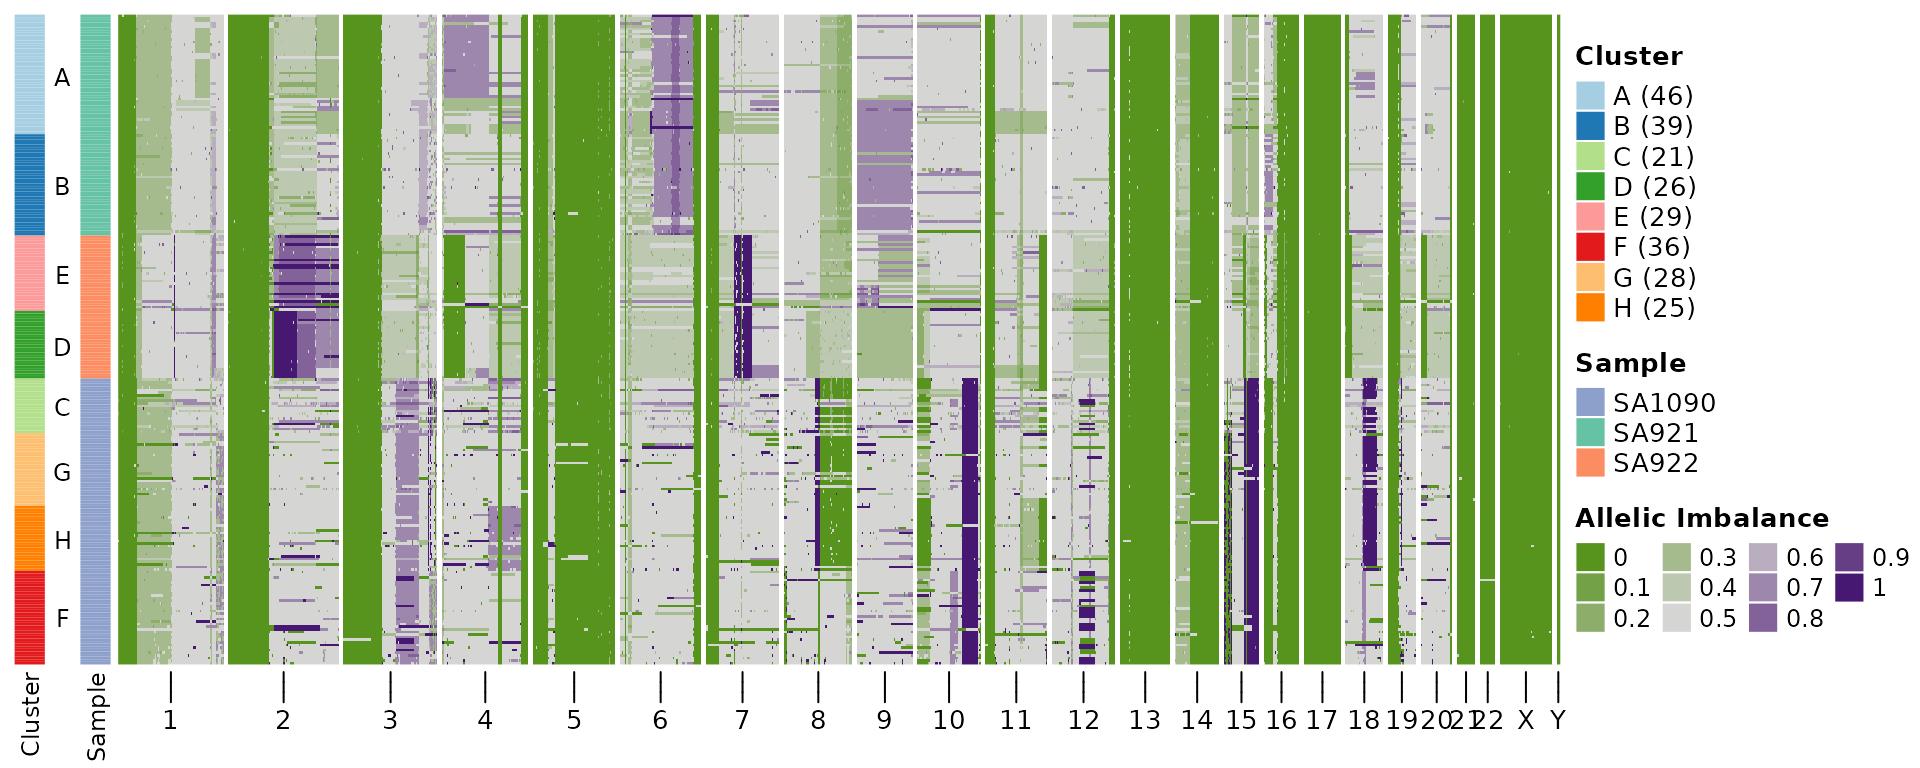 A
B
E
D
C
G
H
F
Cluster
Sample
1
2
3
4
5
6
7
8
9
10
11
12
13
14
15
16
17
18
19
20
21
22
X
Y
Cluster
A (46)
B (39)
C (21)
D (26)
E (29)
F (36)
G (28)
H (25)
Sample
SA1090
SA921
SA922
Allelic Imbalance
0 0.3 0.6 0.9
0.1 0.4 0.7 1
0.2 0.5 0.8